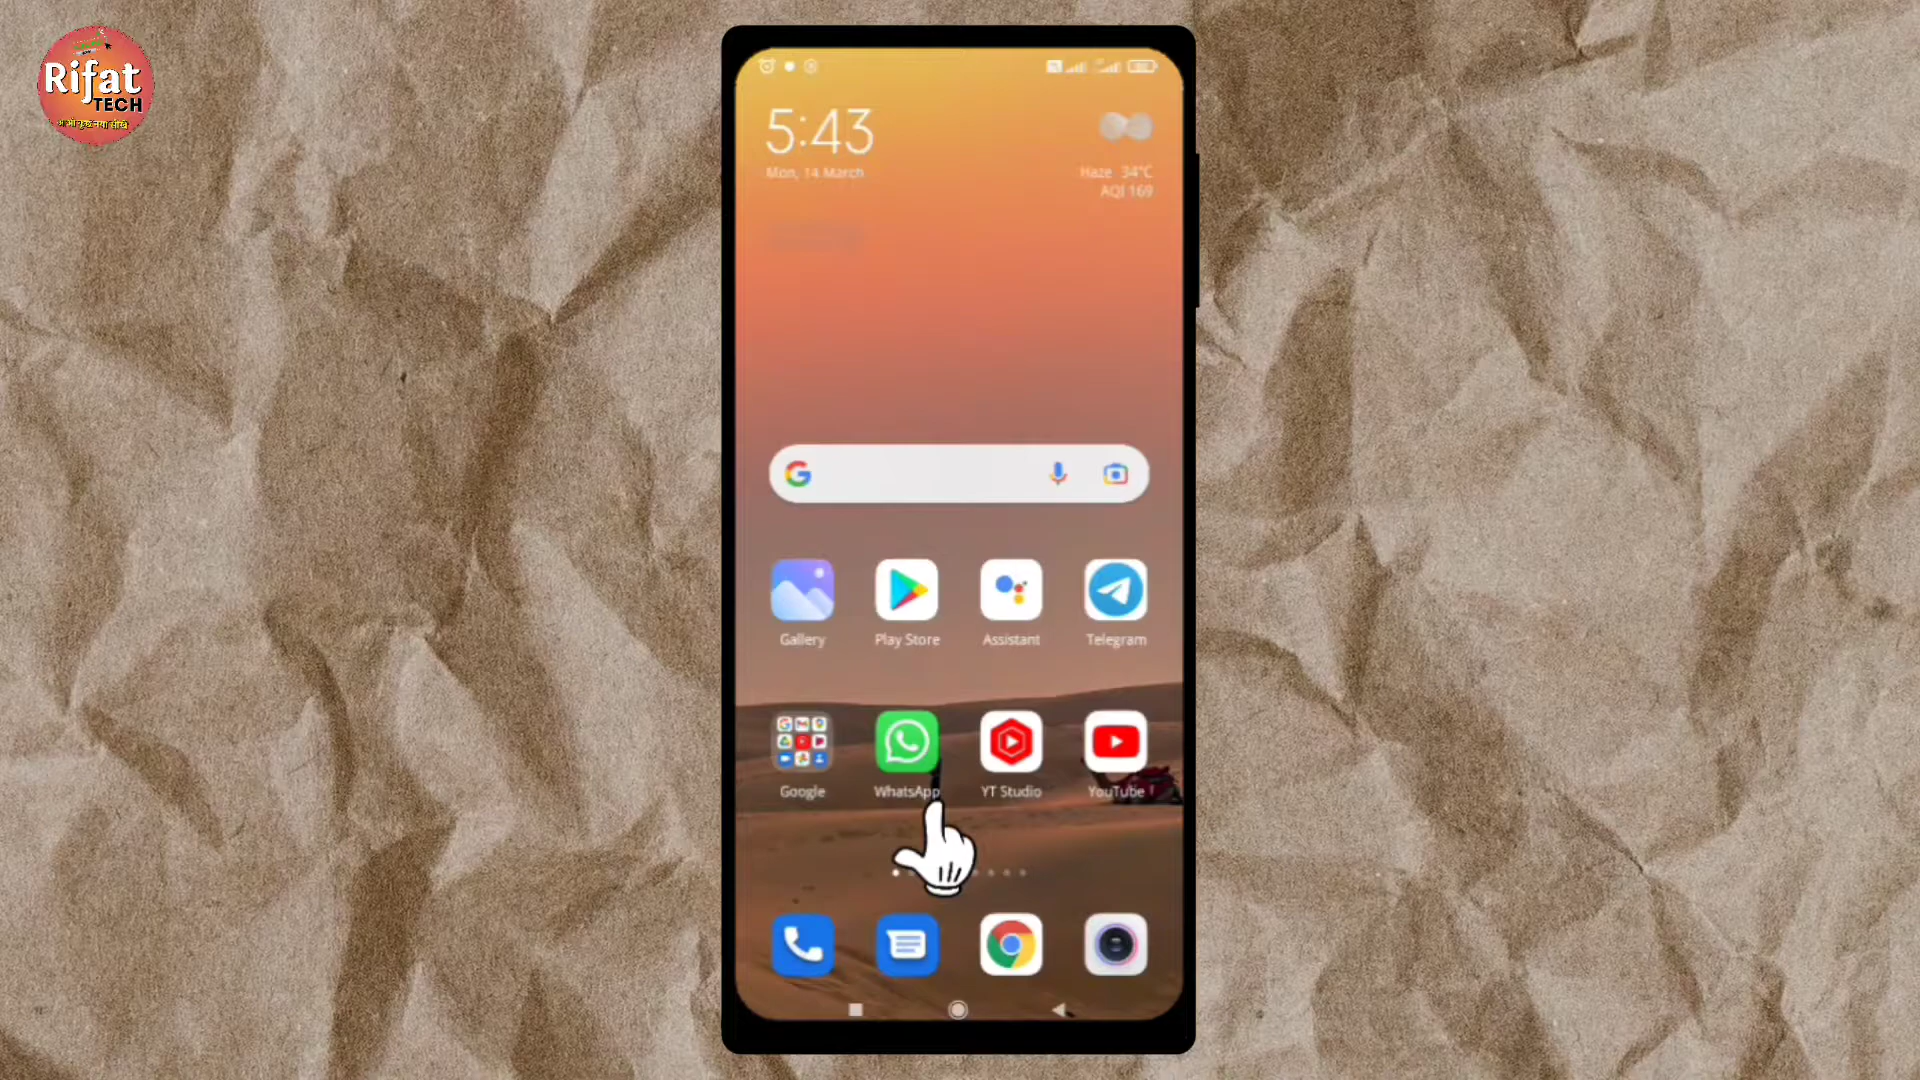 Rifat
TECH
5:43
Mon, 14 March
Haze 34°C
AQI 169
Gallery
Play Store
Assistant
Telegram
Google
WhatsApp
YT Studio
YouTube